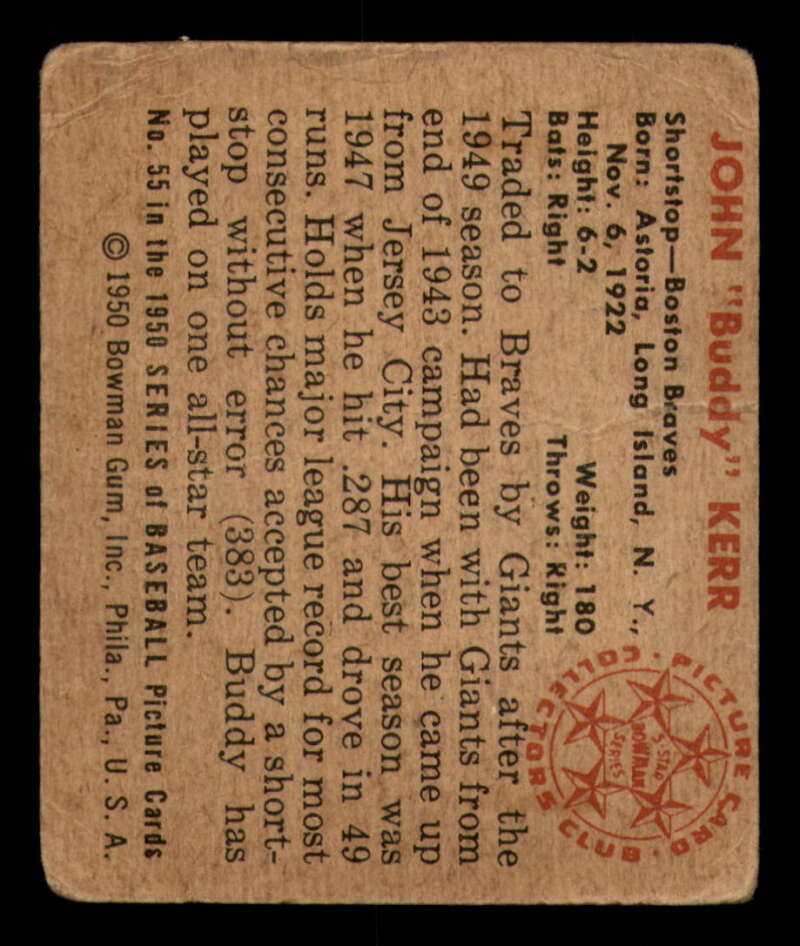 JOHN "Buddy" KERR
Shortstop—Boston Braves
Born: Astoria, Long Island, N. Y.,
Nov. 6, 1922
Height: 6-2 Weight: 180
Bats: Right Throws: Right
Traded to Braves by Giants after the
1949 season. Had been with Giants from
end of 1943 campaign when he came up
from Jersey City. His best season was
1947 when he hit .287 and drove in 49
runs. Holds major league record for most
consecutive chances accepted by a short-
stop without error (383). Buddy has
played on one all-star team.
No. 55 in the 1950 SERIES of BASEBALL Picture Cards
©1950 Bowman Gum, Inc., Phila., Pa., U. S. A.
PICTURE CARD COLLECTORS CLUB
5-STAR
BOWMAN
SERIES